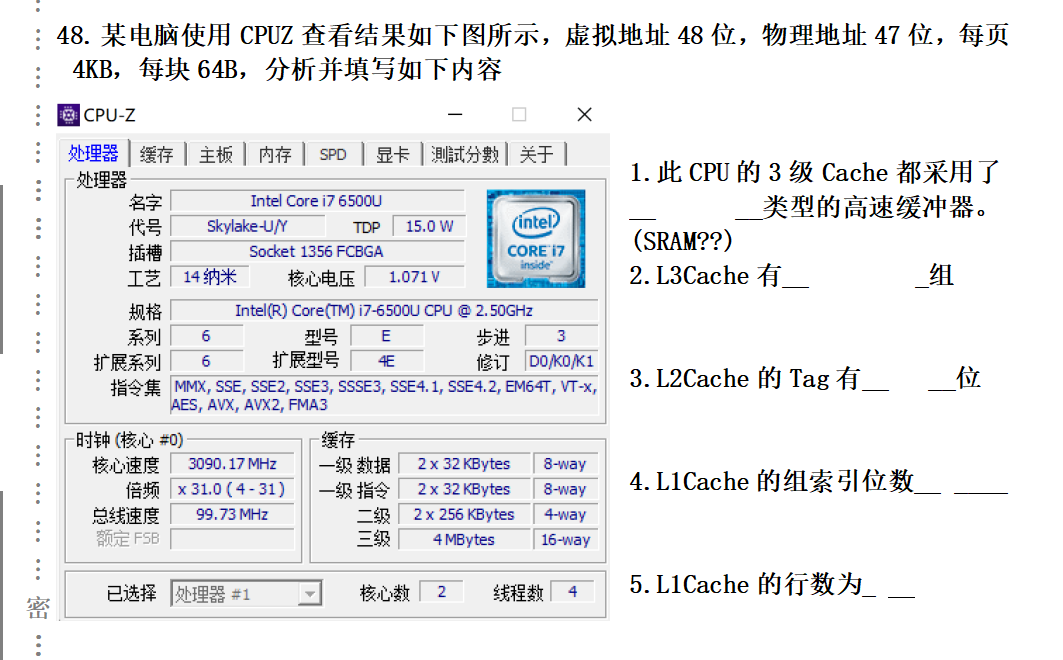 48. 某电脑使用 CPUZ 查看结果如下图所示，虚拟地址 48 位，物理地址 47 位，每页
4KB，每块 64B，分析并填写如下内容
CPU-Z
处理器 缓存 主板 内存 SPD 显卡 测試分數 关于
处理器
名字 Intel Core i7 6500U
代号 Skylake-U/Y TDP 15.0 W
插槽 Socket 1356 FCBGA
工艺 14 纳米 核心电压 1.071 V
intel
CORE i7
inside
规格 Intel(R) Core(TM) i7-6500U CPU @ 2.50GHz
系列 6 型号 E 步进 3
扩展系列 6 扩展型号 4E 修订 D0/K0/K1
指令集 MMX, SSE, SSE2, SSE3, SSSE3, SSE4.1, SSE4.2, EM64T, VT-x,
AES, AVX, AVX2, FMA3
时钟 (核心 #0)
核心速度 3090.17 MHz
倍频 x 31.0 ( 4 - 31 )
总线速度 99.73 MHz
额定 FSB
缓存
一级 数据 2 x 32 KBytes 8-way
一级 指令 2 x 32 KBytes 8-way
二级 2 x 256 KBytes 4-way
三级 4 MBytes 16-way
已选择 处理器 #1 核心数 2 线程数 4
1.此 CPU 的 3 级 Cache 都采用了
__ __类型的高速缓冲器。
(SRAM??)
2.L3Cache 有__ _组
3.L2Cache 的 Tag 有__ __位
4.L1Cache 的组索引位数__ ____
5.L1Cache 的行数为_ __
密